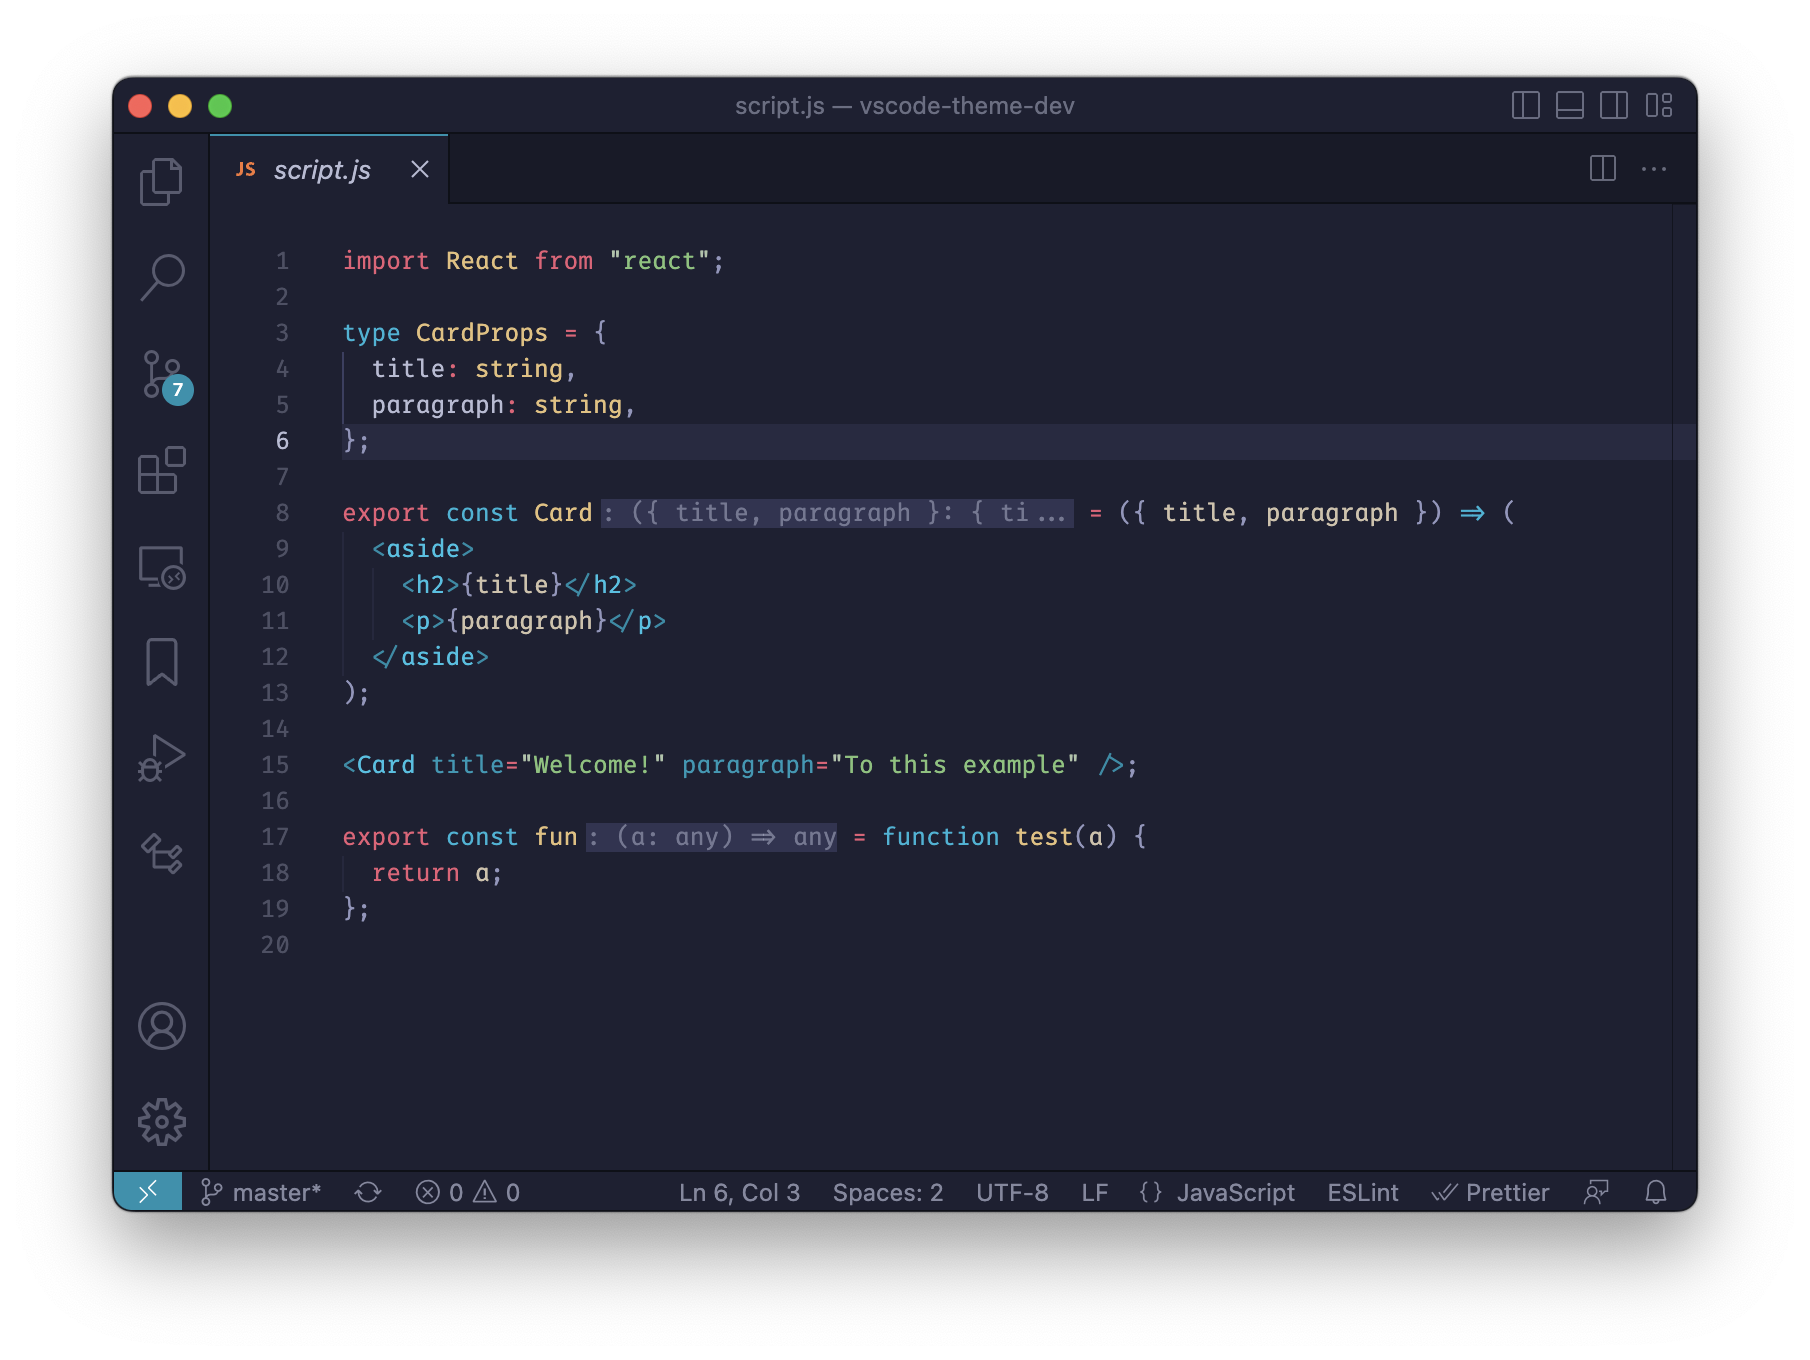 script.js — vscode-theme-dev
JS script.js
7
1 import React from "react";
2
3 type CardProps = {
4 title: string,
5 paragraph: string,
6 };
7
8 export const Card: ({ title, paragraph }: { ti... = ({ title, paragraph }) => (
9 <aside>
10 <h2>{title}</h2>
11 <p>{paragraph}</p>
12 </aside>
13 );
14
15 <Card title="Welcome!" paragraph="To this example" />;
16
17 export const fun: (a: any) => any = function test(a) {
18 return a;
19 };
20
master* 0 0 Ln 6, Col 3 Spaces: 2 UTF-8 LF {} JavaScript ESLint Prettier